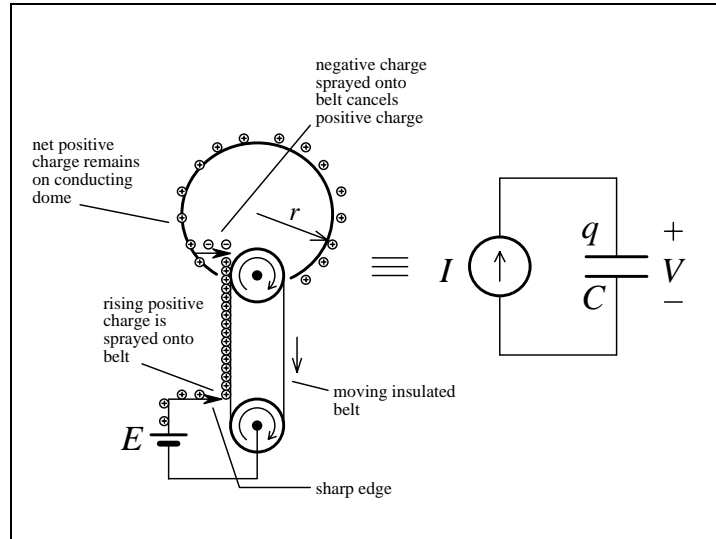 negative charge
sprayed onto
belt cancels
positive charge
net positive
charge remains
on conducting
dome
r
I
q
C
+
V
−
rising positive
charge is
sprayed onto
belt
moving insulated
belt
E
sharp edge